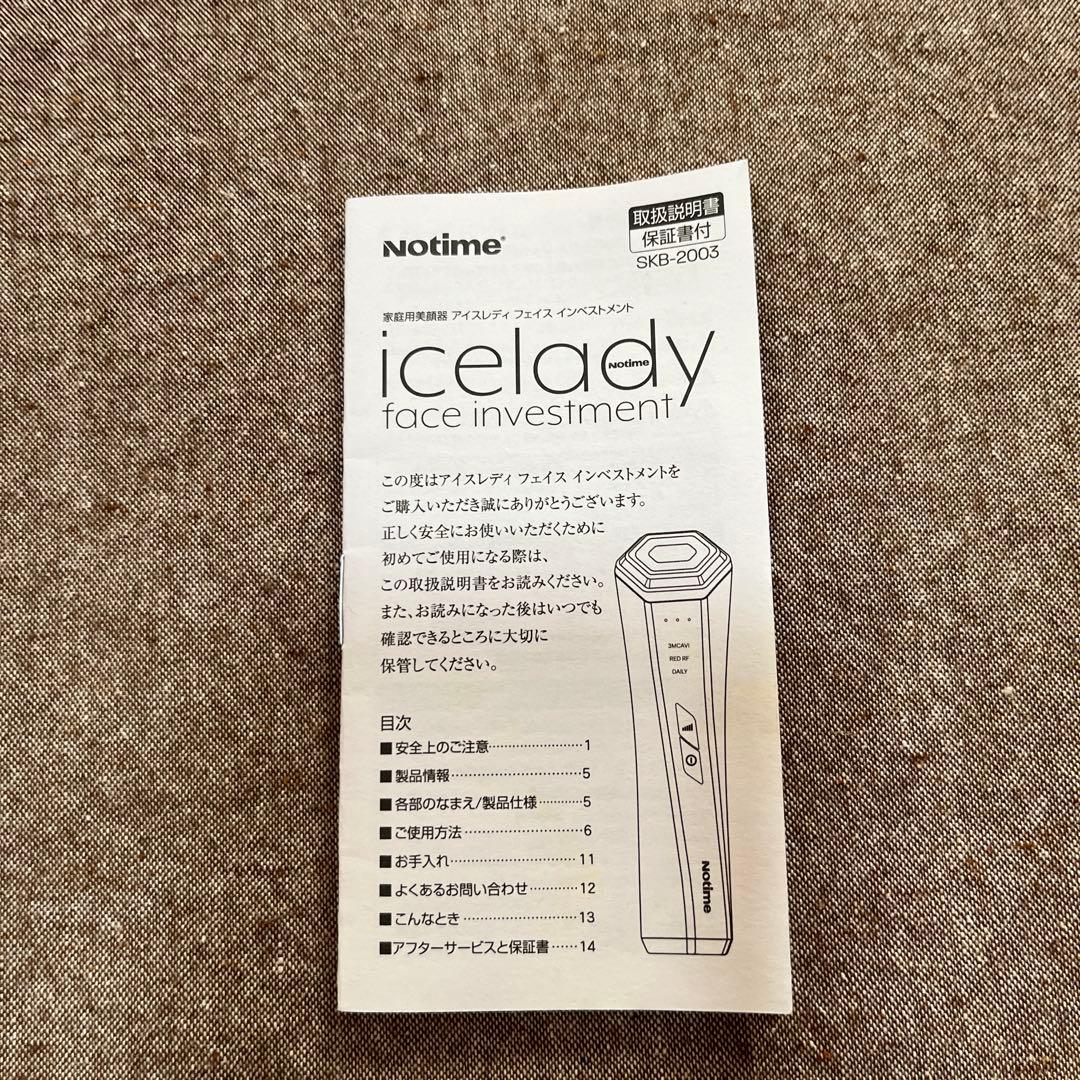 Notime®
取扱説明書
保証書付
SKB-2003
家庭用美顔器 アイスレディ フェイス インベストメント
icelady
Notime
face investment
この度はアイスレディ フェイス インベストメントを
ご購入いただき誠にありがとうございます。
正しく安全にお使いいただくために
初めてご使用になる際は、
この取扱説明書をお読みください。
また、お読みになった後はいつでも
確認できるところに大切に
保管してください。
目次
■安全上のご注意……………………1
■製品情報……………………………5
■各部のなまえ/製品仕様…………5
■ご使用方法…………………………6
■お手入れ……………………………11
■よくあるお問い合わせ…………12
■こんなとき…………………………13
■アフターサービスと保証書……14
3MCAVI
RED RF
DAILY
Notime